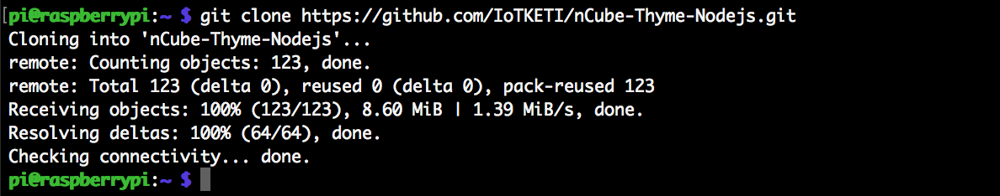 [pi@raspberrypi:~ $ git clone https://github.com/IoTKETI/nCube-Thyme-Nodejs.git
Cloning into 'nCube-Thyme-Nodejs'...
remote: Counting objects: 123, done.
remote: Total 123 (delta 0), reused 0 (delta 0), pack-reused 123
Receiving objects: 100% (123/123), 8.60 MiB | 1.39 MiB/s, done.
Resolving deltas: 100% (64/64), done.
Checking connectivity... done.
pi@raspberrypi:~ $